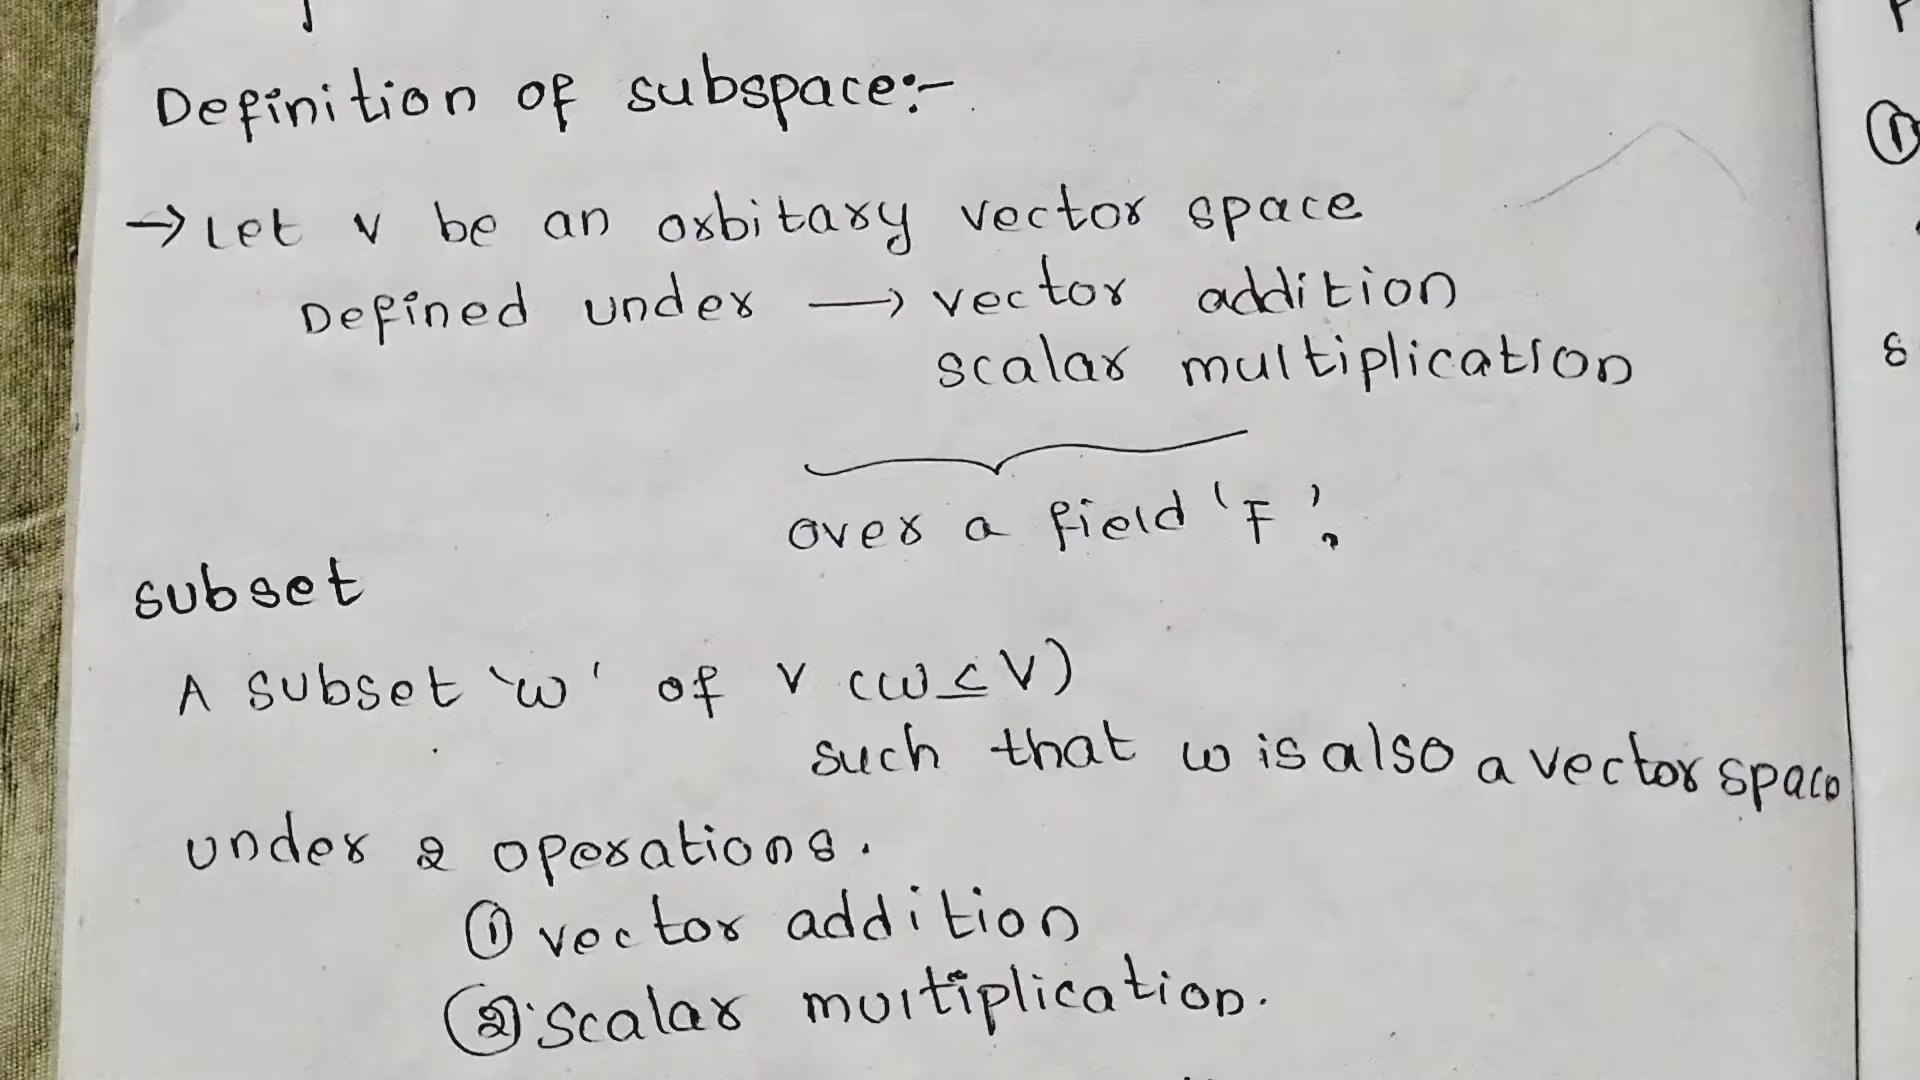 Definition of subspace:-
→ Let v be an orbitary vector space
Defined under → vector addition
scalar multiplication
over a field 'F',
subset
A subset 'w' of v (w ⊆ V)
such that w is also a vector space
under 2 operations.
① vector addition
② scalar multiplication.